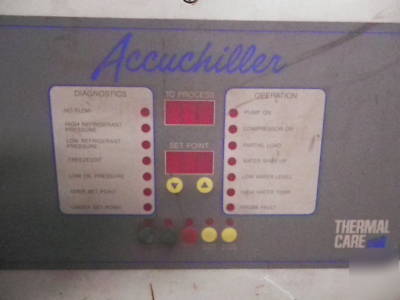 Accuchiller
DIAGNOSTICS
TO PROCESS
OPERATION
NO FLOW
HIGH REFRIGERANT
PRESSURE
LOW REFRIGERANT
PRESSURE
FREEZESTAT
LOW OIL PRESSURE
OVER SET POINT
UNDER SET POINT
SET POINT
PUMP ON
COMPRESSOR ON
PARTIAL LOAD
WATER MAKE UP
LOW WATER LEVEL
HIGH WATER TEMP
PROBE FAULT
THERMAL
CARE